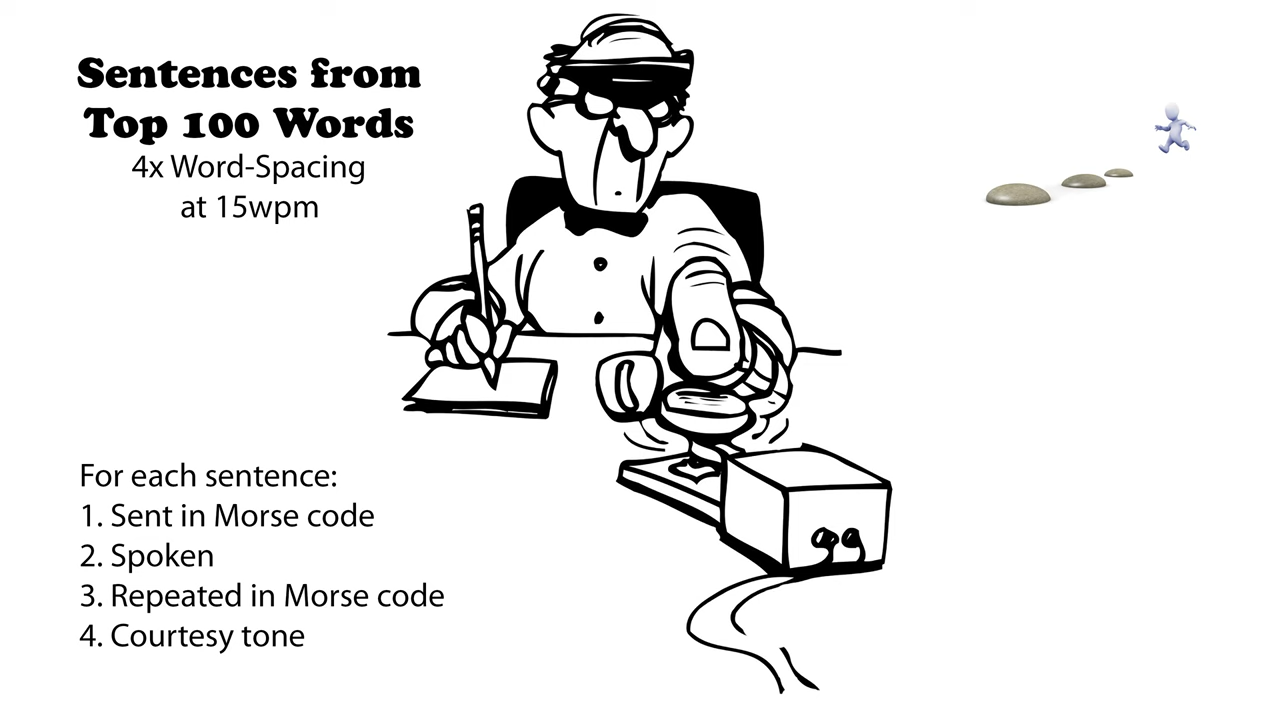 Sentences from
Top 100 Words
4x Word-Spacing
at 15wpm
For each sentence:
1. Sent in Morse code
2. Spoken
3. Repeated in Morse code
4. Courtesy tone